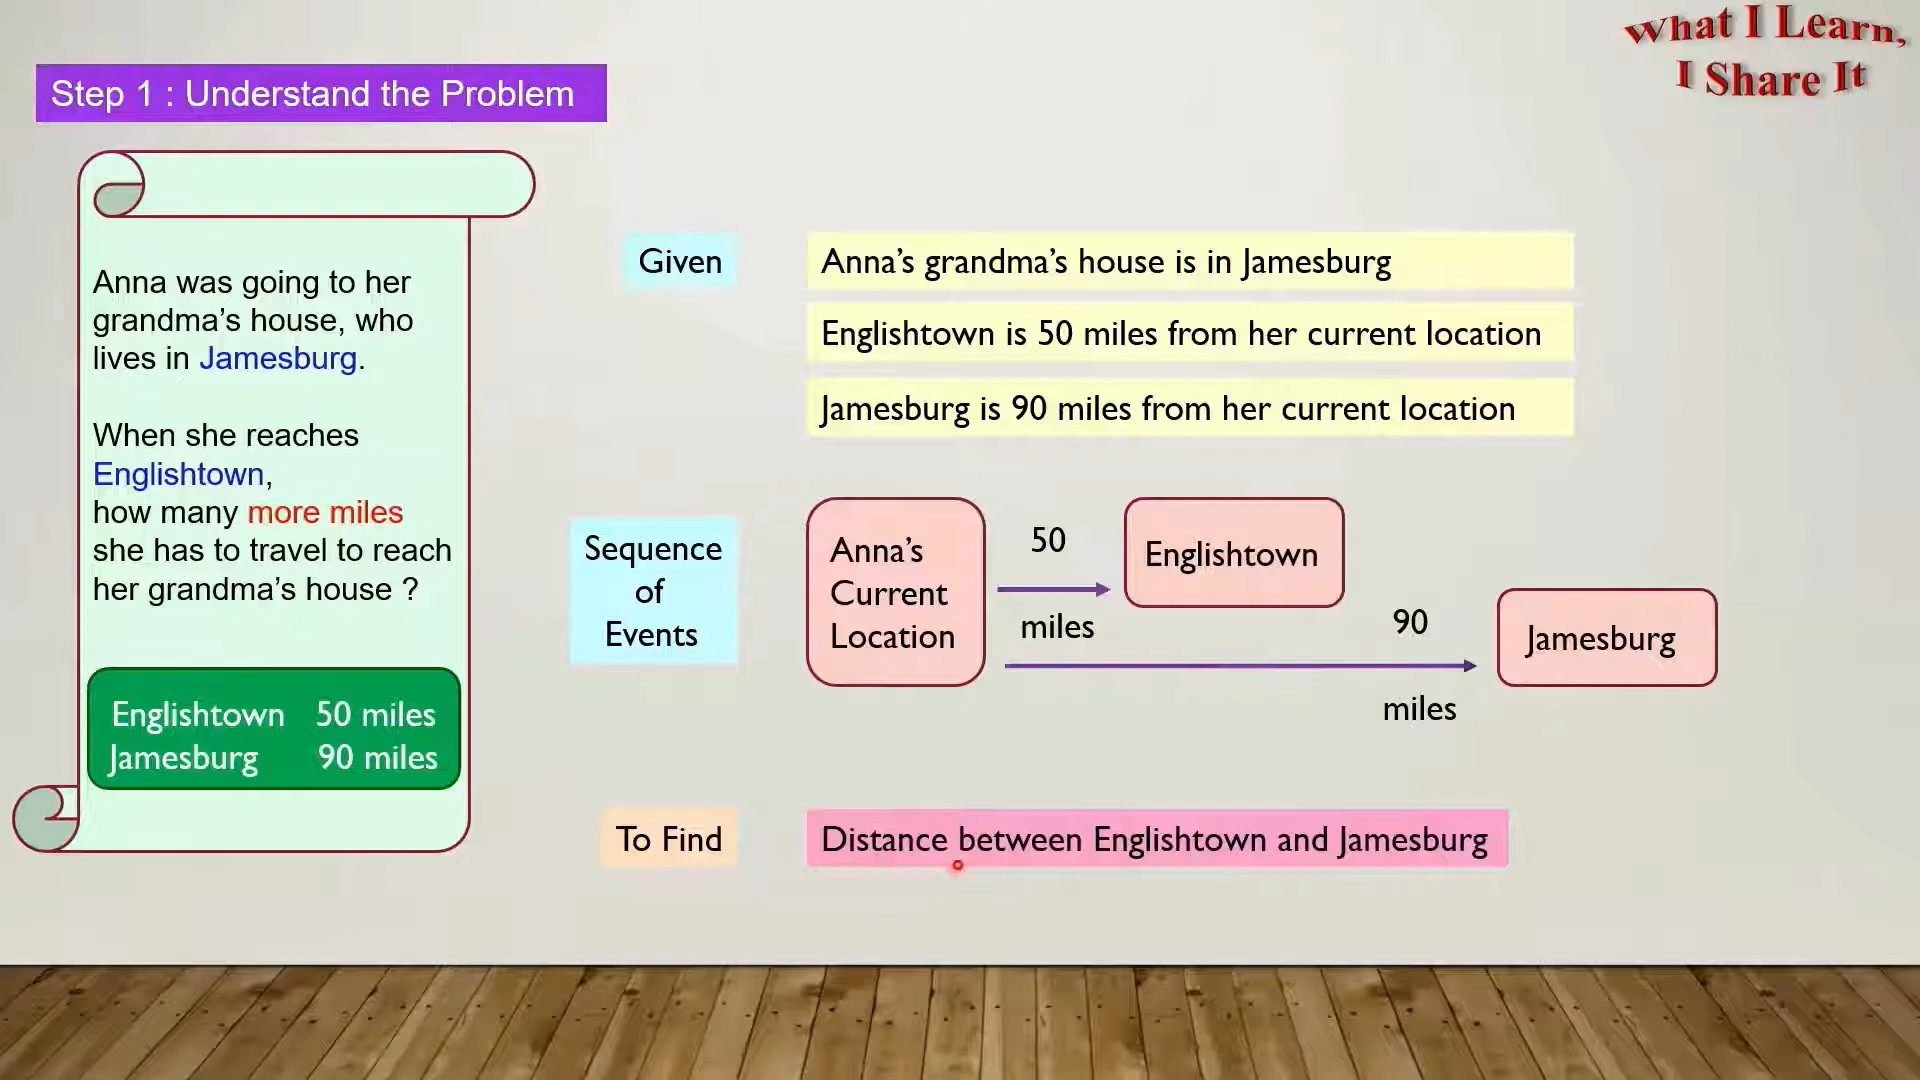 What I Learn,
I Share It
Step 1 : Understand the Problem
Anna was going to her
grandma's house, who
lives in Jamesburg.
When she reaches
Englishtown,
how many more miles
she has to travel to reach
her grandma's house ?
Englishtown 50 miles
Jamesburg 90 miles
Given
Anna's grandma's house is in Jamesburg
Englishtown is 50 miles from her current location
Jamesburg is 90 miles from her current location
Sequence
of
Events
Anna's
Current
Location
50
miles
Englishtown
90
miles
Jamesburg
To Find
Distance between Englishtown and Jamesburg